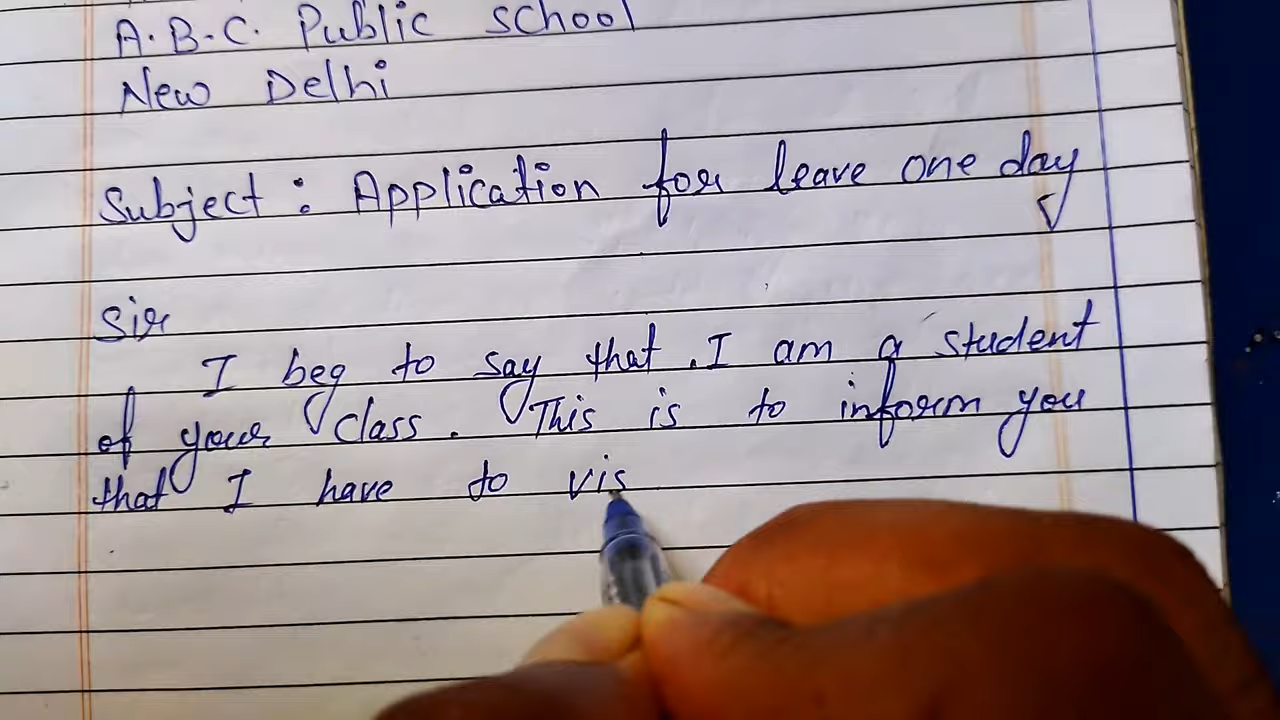 A.B.C. Public School
New Delhi
Subject : Application for leave one day
Sir
I beg to say that . I am a student
of your class. This is to inform you
that I have to vis